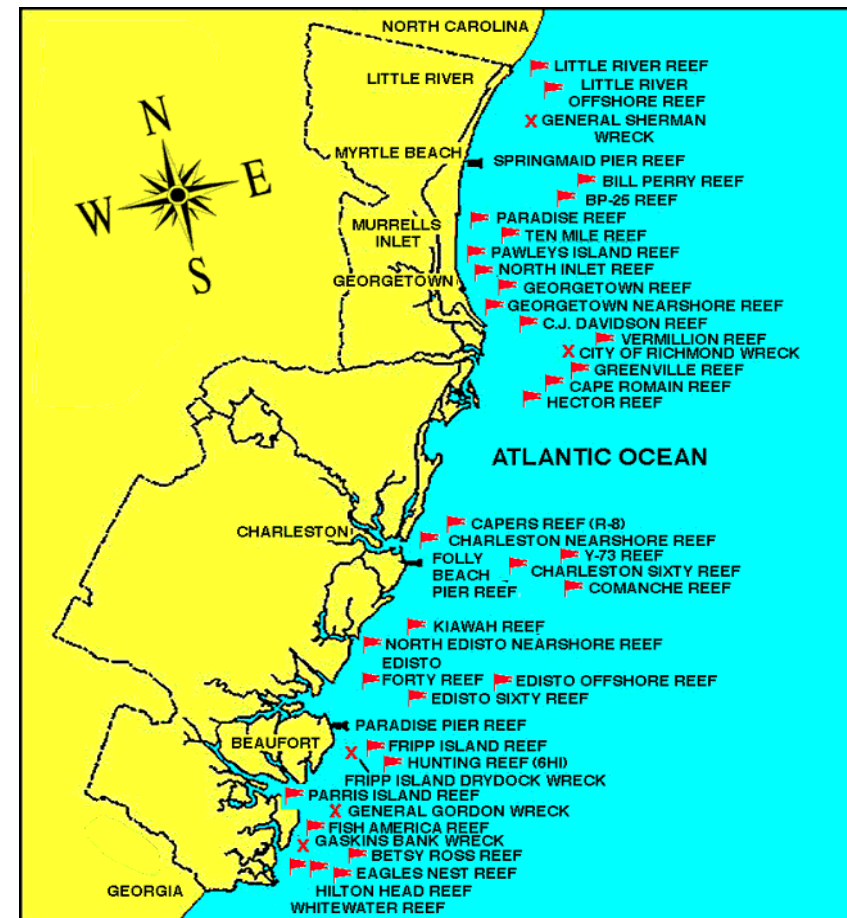 NORTH CAROLINA
LITTLE RIVER REEF
LITTLE RIVER
LITTLE RIVER
OFFSHORE REEF
X GENERAL SHERMAN
WRECK
N
MYRTLE BEACH
SPRINGMAID PIER REEF
E
BILL PERRY REEF
W
BP-25 REEF
PARADISE REEF
MURRELLS
INLET
TEN MILE REEF
PAWLEYS ISLAND REEF
S
NORTH INLET REEF
GEORGETOWN
GEORGETOWN REEF
GEORGETOWN NEARSHORE REEF
C.J. DAVIDSON REEF
VERMILLION REEF
X CITY OF RICHMOND WRECK
GREENVILLE REEF
CAPE ROMAIN REEF
HECTOR REEF
ATLANTIC OCEAN
CAPERS REEF (R-8)
CHARLESTON
CHARLESTON NEARSHORE REEF
Y-73 REEF
FOLLY
BEACH
PIER REEF
CHARLESTON SIXTY REEF
COMANCHE REEF
KIAWAH REEF
NORTH EDISTO NEARSHORE REEF
EDISTO
FORTY REEF
EDISTO OFFSHORE REEF
EDISTO SIXTY REEF
PARADISE PIER REEF
BEAUFORT
FRIPP ISLAND REEF
X
HUNTING REEF (6HI)
FRIPP ISLAND DRYDOCK WRECK
PARRIS ISLAND REEF
X GENERAL GORDON WRECK
FISH AMERICA REEF
X GASKINS BANK WRECK
BETSY ROSS REEF
EAGLES NEST REEF
GEORGIA
HILTON HEAD REEF
WHITEWATER REEF